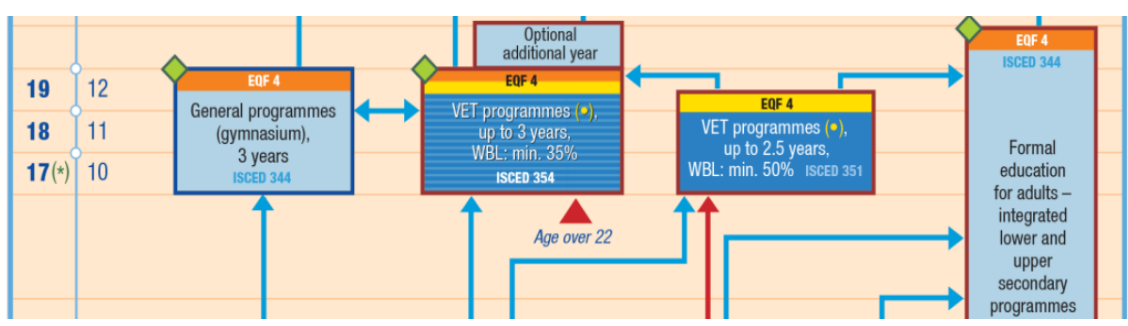 19 12
18 11
17(*) 10
EQF 4
General programmes
(gymnasium),
3 years
ISCED 344
Optional
additional year
EQF 4
VET programmes (•),
up to 3 years,
WBL: min. 35%
ISCED 354
Age over 22
EQF 4
VET programmes (•),
up to 2.5 years,
WBL: min. 50% ISCED 351
EQF 4
ISCED 344
Formal
education
for adults –
integrated
lower and
upper
secondary
programmes